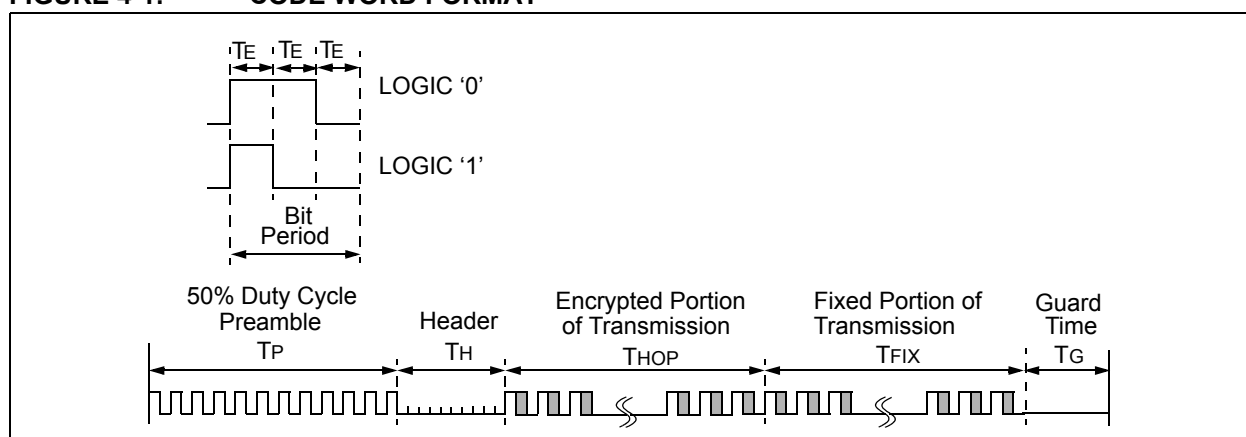 FIGURE 4-1: CODE WORD FORMAT
TE TE TE
LOGIC ‘0’
LOGIC ‘1’
Bit
Period
50% Duty Cycle
Preamble
TP
Header
TH
Encrypted Portion
of Transmission
THOP
Fixed Portion of
Transmission
TFIX
Guard
Time
TG